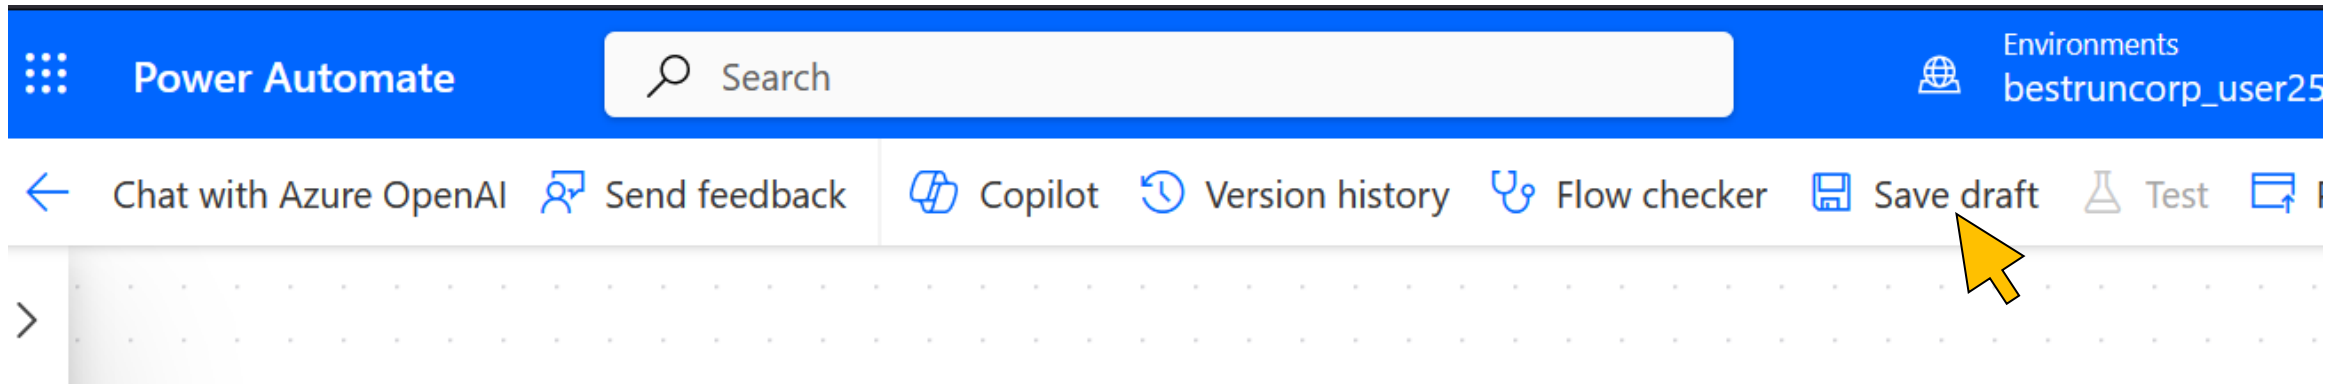 Power Automate
Search
Environments
bestruncorp_user25
Chat with Azure OpenAI
Send feedback
Copilot
Version history
Flow checker
Save draft
Test